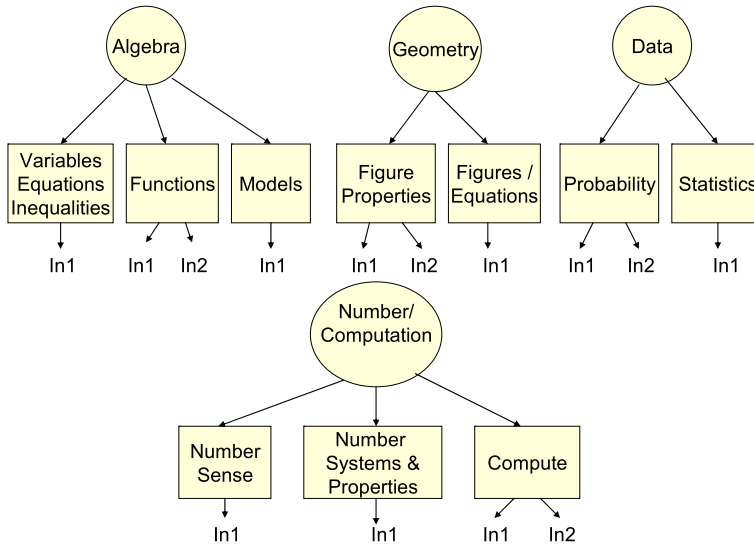 Algebra
Geometry
Data
Variables
Equations
Inequalities
Functions
Models
Figure
Properties
Figures /
Equations
Probability
Statistics
In1
In1
In2
In1
In1
In2
In1
In1
In2
In1
Number/
Computation
Number
Sense
Number
Systems &
Properties
Compute
In1
In1
In1
In2